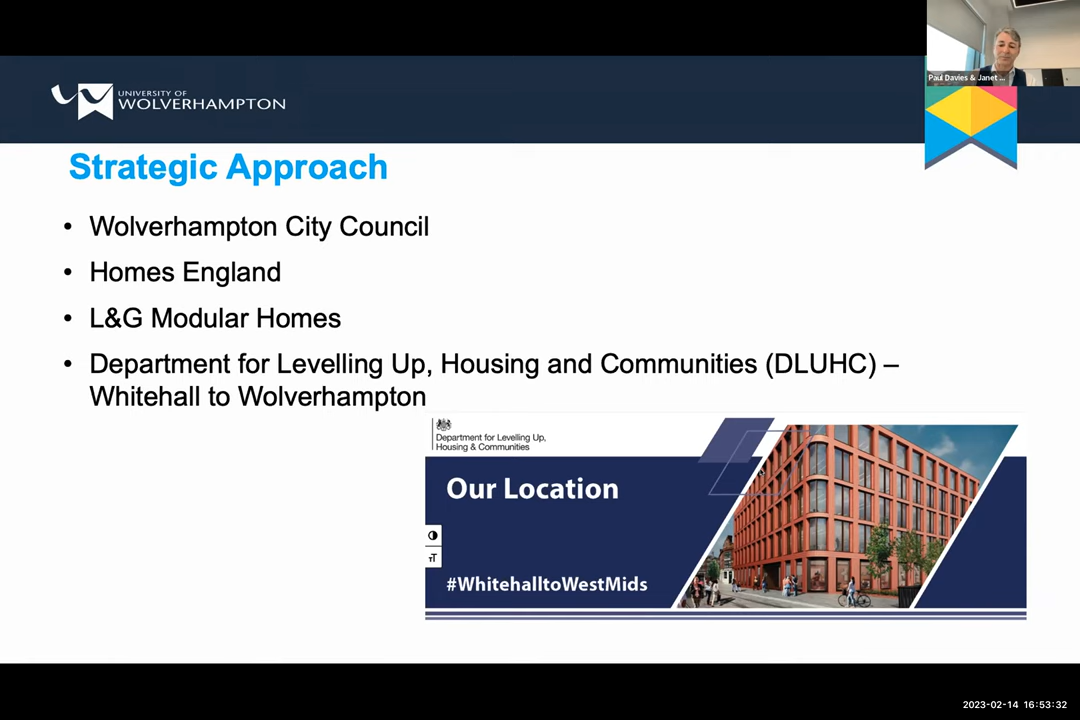 Paul Davies & Janet ...
UNIVERSITY OF
WOLVERHAMPTON
Strategic Approach
• Wolverhampton City Council
• Homes England
• L&G Modular Homes
• Department for Levelling Up, Housing and Communities (DLUHC) –
Whitehall to Wolverhampton
Department for Levelling Up,
Housing & Communities
Our Location
TT
#WhitehalltoWestMids
2023-02-14 16:53:32